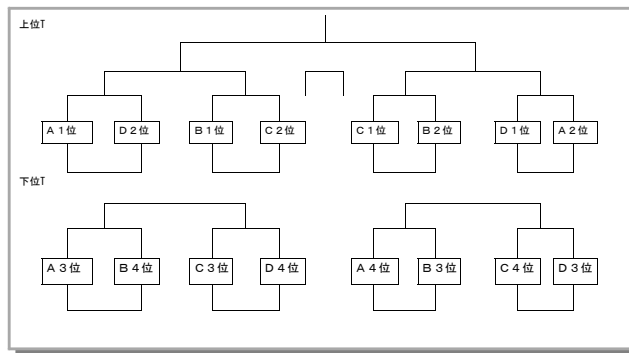 上位T
A１位 D２位 B１位 C２位 C１位 B２位 D１位 A２位
下位T
A３位 B４位 C３位 D４位 A４位 B３位 C４位 D３位